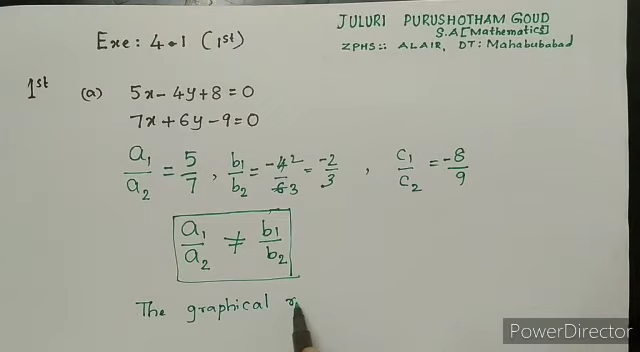 JULURI PURUSHOTHAM GOUD
S.A [Mathematics]
ZPHS:: ALAIR, DT: Mahabubabad
Exe: 4.1 (1st)
1st (a) 5x - 4y + 8 = 0
7x + 6y - 9 = 0
a₁/a₂ = 5/7 , b₁/b₂ = -4 2/6 3 = -2/3 , c₁/c₂ = -8/9
a₁/a₂ ≠ b₁/b₂
The graphical r
PowerDirector